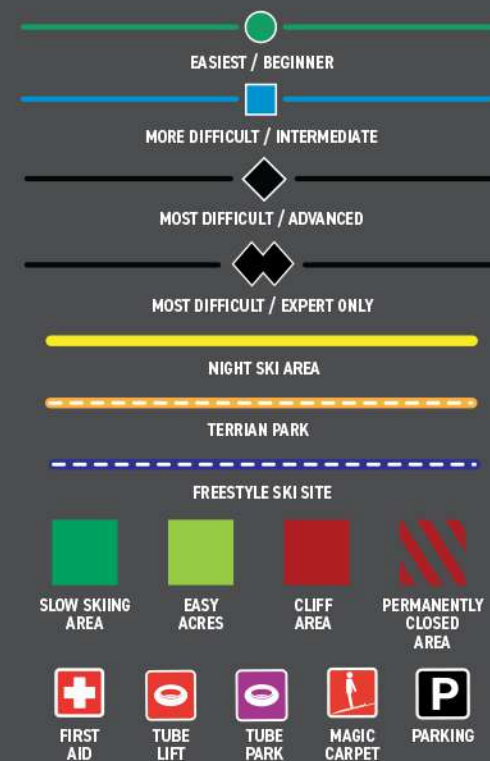 EASIEST / BEGINNER
MORE DIFFICULT / INTERMEDIATE
MOST DIFFICULT / ADVANCED
MOST DIFFICULT / EXPERT ONLY
NIGHT SKI AREA
TERRIAN PARK
FREESTYLE SKI SITE
SLOW SKIING
AREA
EASY
ACRES
CLIFF
AREA
PERMANENTLY
CLOSED
AREA
FIRST
AID
TUBE
LIFT
TUBE
PARK
MAGIC
CARPET
P
PARKING